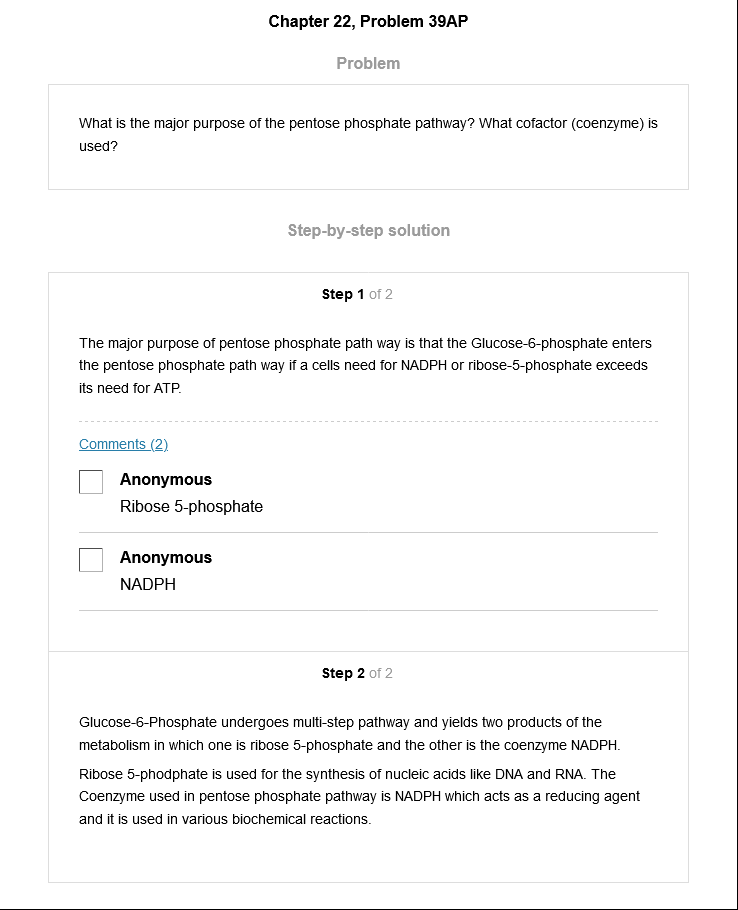 Chapter 22, Problem 39AP
Problem
What is the major purpose of the pentose phosphate pathway? What cofactor (coenzyme) is
used?
Step-by-step solution
Step 1 of 2
The major purpose of pentose phosphate path way is that the Glucose-6-phosphate enters
the pentose phosphate path way if a cells need for NADPH or ribose-5-phosphate exceeds
its need for ATP.
Comments (2)
Anonymous
Ribose 5-phosphate
Anonymous
NADPH
Step 2 of 2
Glucose-6-Phosphate undergoes multi-step pathway and yields two products of the
metabolism in which one is ribose 5-phosphate and the other is the coenzyme NADPH.
Ribose 5-phodphate is used for the synthesis of nucleic acids like DNA and RNA. The
Coenzyme used in pentose phosphate pathway is NADPH which acts as a reducing agent
and it is used in various biochemical reactions.